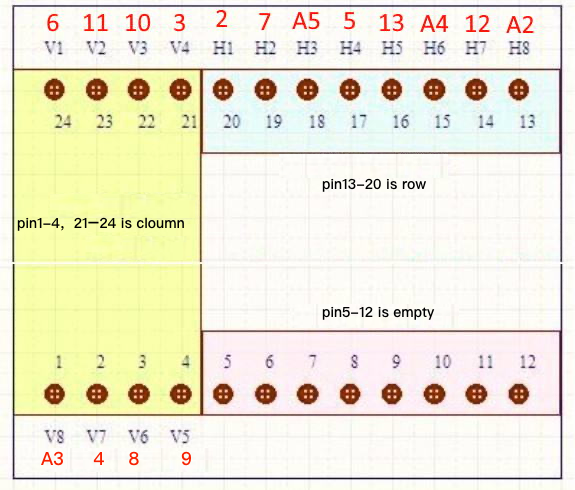 6 11 10 3 2 7 A5 5 13 A4 12 A2
V1 V2 V3 V4 H1 H2 H3 H4 H5 H6 H7 H8
24 23 22 21 20 19 18 17 16 15 14 13
pin13-20 is row
pin1-4, 21-24 is cloumn
pin5-12 is empty
1 2 3 4 5 6 7 8 9 10 11 12
V8 V7 V6 V5
A3 4 8 9